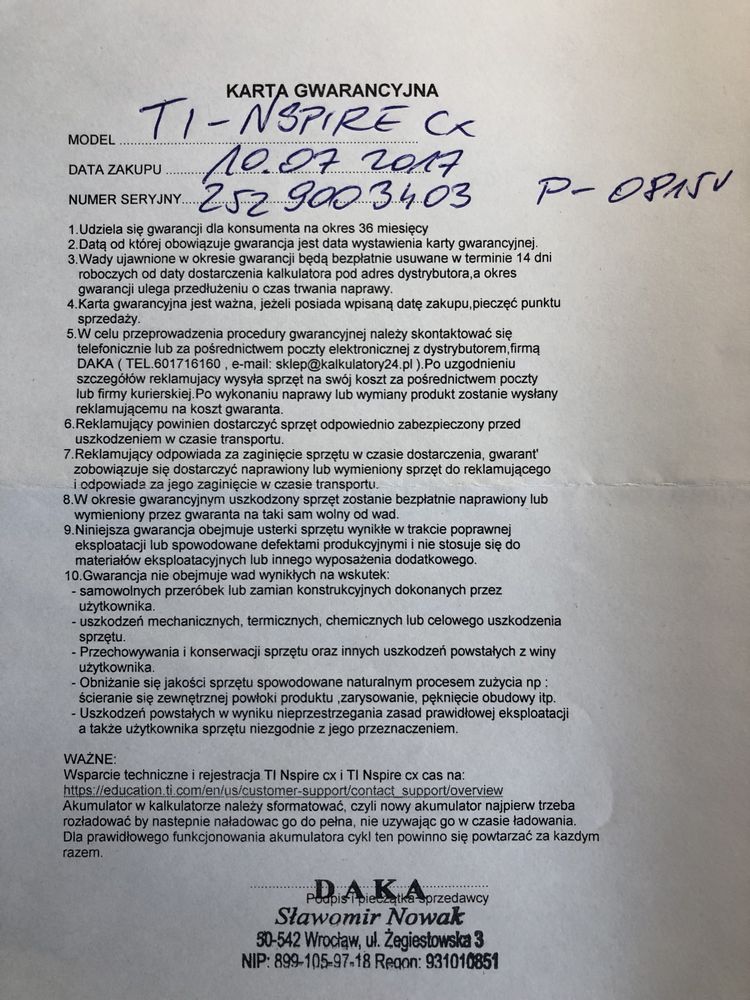 KARTA GWARANCYJNA
MODEL TI-NSPIRE CX
DATA ZAKUPU 10.07 2017
NUMER SERYJNY 252 9003403 P-0815V
1.Udziela się gwarancji dla konsumenta na okres 36 miesięcy
2.Datą od której obowiązuje gwarancja jest data wystawienia karty gwarancyjnej.
3.Wady ujawnione w okresie gwarancji będą bezpłatnie usuwane w terminie 14 dni
roboczych od daty dostarczenia kalkulatora pod adres dystrybutora,a okres
gwarancji ulega przedłużeniu o czas trwania naprawy.
4.Karta gwarancyjna jest ważna, jeżeli posiada wpisaną datę zakupu,pieczęć punktu
sprzedaży.
5.W celu przeprowadzenia procedury gwarancyjnej należy skontaktować się
telefonicznie lub za pośrednictwem poczty elektronicznej z dystrybutorem,firmą
DAKA ( TEL.601716160 , e-mail: sklep@kalkulatory24.pl ).Po uzgodnieniu
szczegółów reklamujacy wysyła sprzęt na swój koszt za pośrednictwem poczty
lub firmy kurierskiej.Po wykonaniu naprawy lub wymiany produkt zostanie wysłany
reklamującemu na koszt gwaranta.
6.Reklamujący powinien dostarczyć sprzęt odpowiednio zabezpieczony przed
uszkodzeniem w czasie transportu.
7.Reklamujący odpowiada za zaginięcie sprzętu w czasie dostarczenia, gwarant'
zobowiązuje się dostarczyć naprawiony lub wymieniony sprzęt do reklamującego
i odpowiada za jego zaginięcie w czasie transportu.
8.W okresie gwarancyjnym uszkodzony sprzęt zostanie bezpłatnie naprawiony lub
wymieniony przez gwaranta na taki sam wolny od wad.
9.Niniejsza gwarancja obejmuje usterki sprzętu wynikłe w trakcie poprawnej
eksploatacji lub spowodowane defektami produkcyjnymi i nie stosuje się do
materiałów eksploatacyjnych lub innego wyposażenia dodatkowego.
10.Gwarancja nie obejmuje wad wynikłych na wskutek:
- samowolnych przeróbek lub zamian konstrukcyjnych dokonanych przez
użytkownika.
- uszkodzeń mechanicznych, termicznych, chemicznych lub celowego uszkodzenia
sprzętu.
- Przechowywania i konserwacji sprzętu oraz innych uszkodzeń powstałych z winy
użytkownika.
- Obniżanie się jakości sprzętu spowodowane naturalnym procesem zużycia np :
ścieranie się zewnętrznej powłoki produktu ,zarysowanie, pęknięcie obudowy itp.
- Uszkodzeń powstałych w wyniku nieprzestrzegania zasad prawidłowej eksploatacji
a także użytkownika sprzętu niezgodnie z jego przeznaczeniem.
WAŻNE:
Wsparcie techniczne i rejestracja TI Nspire cx i TI Nspire cx cas na:
https://education.ti.com/en/us/customer-support/contact_support/overview
Akumulator w kalkulatorze należy sformatować, czyli nowy akumulator najpierw trzeba
rozładować by nastepnie naładowac go do pełna, nie uzywając go w czasie ładowania.
Dla prawidłowego funkcjonowania akumulatora cykl ten powinno się powtarzać za kazdym
razem.
DAKA
Podpis i pieczątka sprzedawcy
Sławomir Nowak
50-542 Wrocław, ul. Żegiestowska 3
NIP: 899-105-97-18 Regon: 931010851